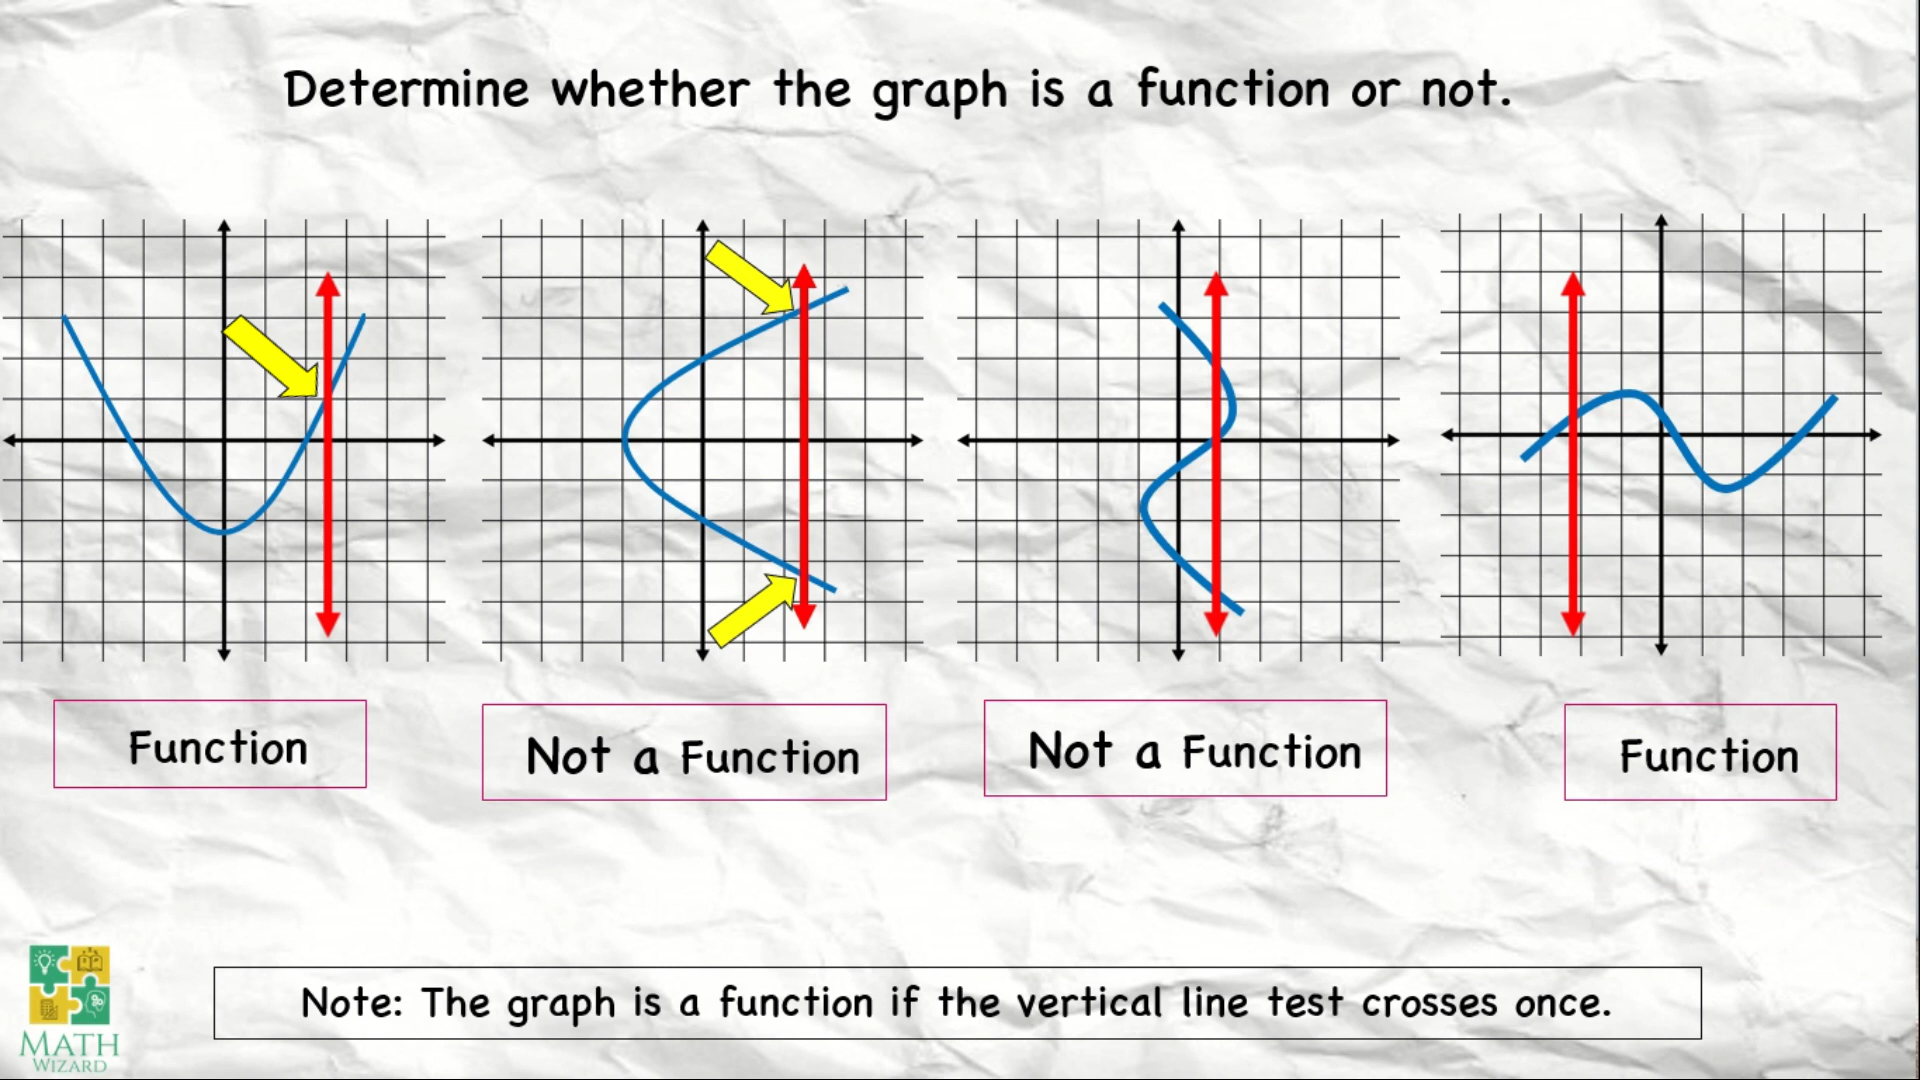 Determine whether the graph is a function or not.
Function
Not a Function
Not a Function
Function
Note: The graph is a function if the vertical line test crosses once.
MATH
WIZARD